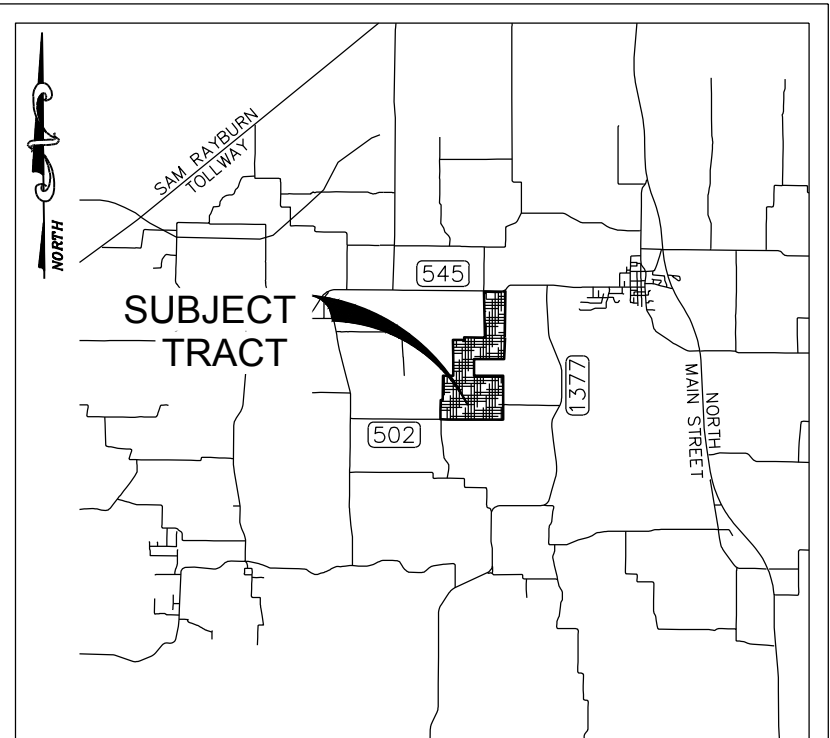 SAM RAYBURN
TOLLWAY
NORTH
545
SUBJECT
TRACT
1377
502
NORTH
MAIN STREET